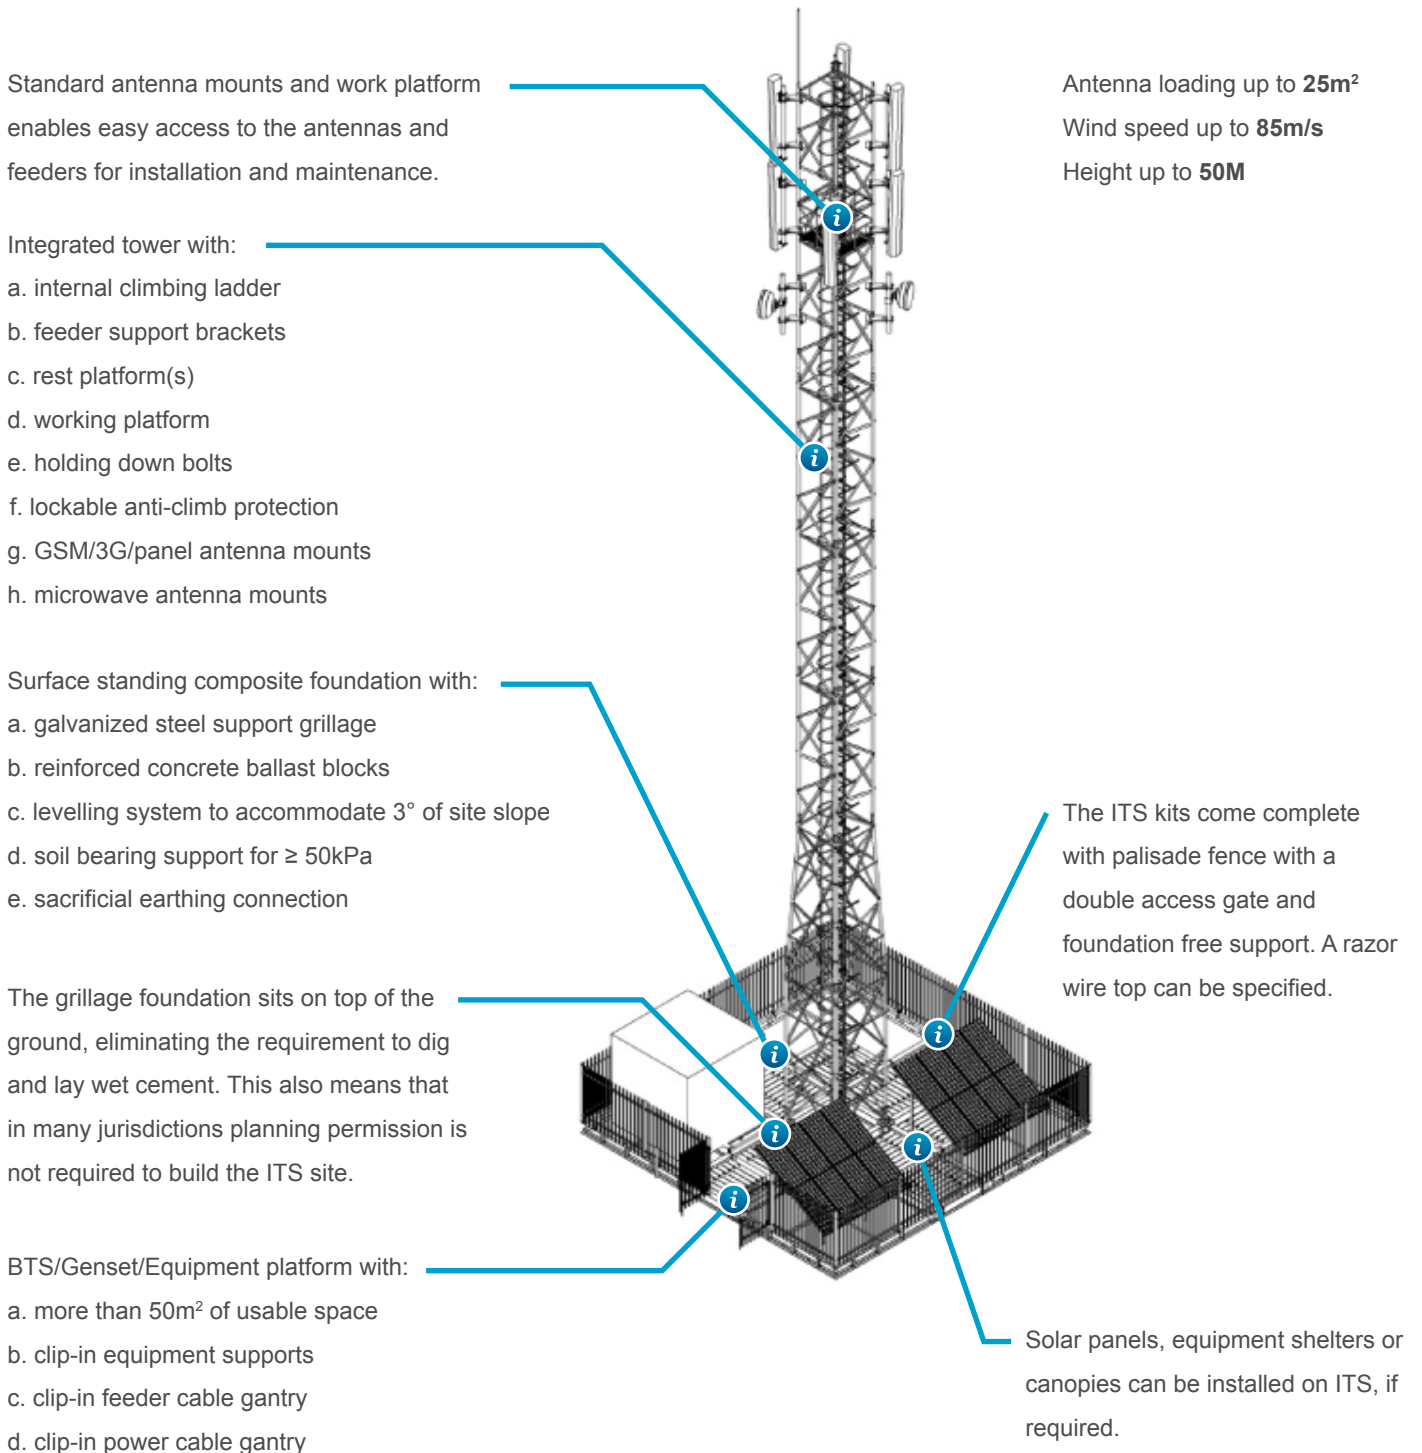 Standard antenna mounts and work platform
enables easy access to the antennas and
feeders for installation and maintenance.
Antenna loading up to 25m²
Wind speed up to 85m/s
Height up to 50M
Integrated tower with:
a. internal climbing ladder
b. feeder support brackets
c. rest platform(s)
d. working platform
e. holding down bolts
f. lockable anti-climb protection
g. GSM/3G/panel antenna mounts
h. microwave antenna mounts
Surface standing composite foundation with:
a. galvanized steel support grillage
b. reinforced concrete ballast blocks
c. levelling system to accommodate 3° of site slope
d. soil bearing support for ≥ 50kPa
e. sacrificial earthing connection
The ITS kits come complete
with palisade fence with a
double access gate and
foundation free support. A razor
wire top can be specified.
The grillage foundation sits on top of the
ground, eliminating the requirement to dig
and lay wet cement. This also means that
in many jurisdictions planning permission is
not required to build the ITS site.
BTS/Genset/Equipment platform with:
a. more than 50m² of usable space
b. clip-in equipment supports
c. clip-in feeder cable gantry
d. clip-in power cable gantry
Solar panels, equipment shelters or
canopies can be installed on ITS, if
required.
i
i
i
i
i
i
i